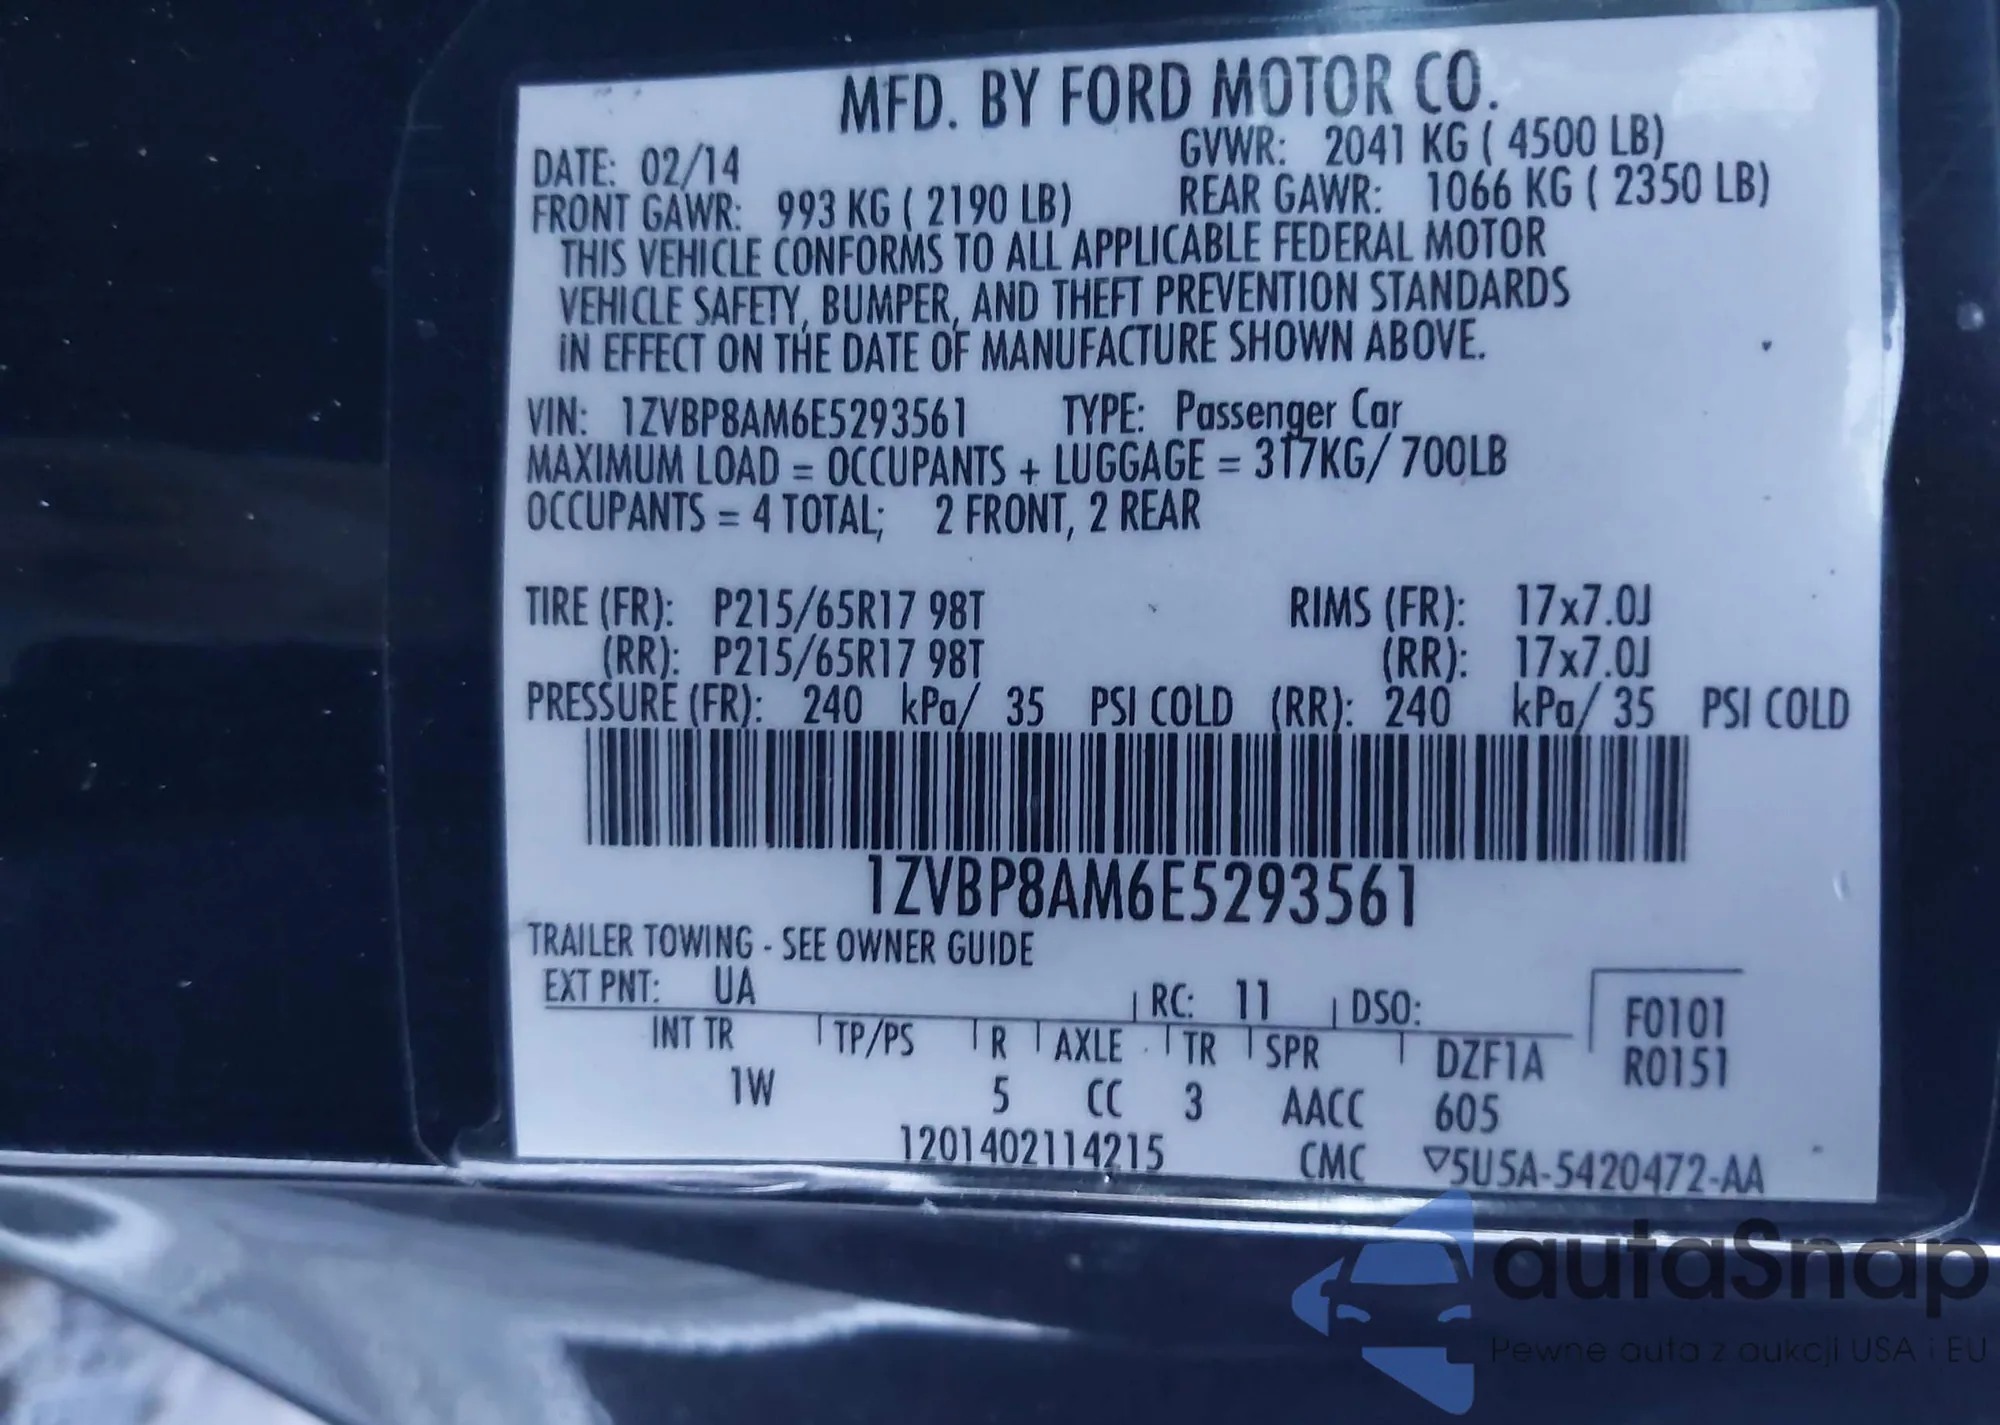 MFD. BY FORD MOTOR CO.
DATE: 02/14 GVWR: 2041 KG ( 4500 LB)
FRONT GAWR: 993 KG ( 2190 LB) REAR GAWR: 1066 KG ( 2350 LB)
THIS VEHICLE CONFORMS TO ALL APPLICABLE FEDERAL MOTOR
VEHICLE SAFETY, BUMPER, AND THEFT PREVENTION STANDARDS
IN EFFECT ON THE DATE OF MANUFACTURE SHOWN ABOVE.
VIN: 1ZVBP8AM6E5293561 TYPE: Passenger Car
MAXIMUM LOAD = OCCUPANTS + LUGGAGE = 317KG/ 700LB
OCCUPANTS = 4 TOTAL; 2 FRONT, 2 REAR
TIRE (FR): P215/65R17 98T RIMS (FR): 17x7.0J
(RR): P215/65R17 98T (RR): 17x7.0J
PRESSURE (FR): 240 kPa/ 35 PSI COLD (RR): 240 kPa/ 35 PSI COLD
1ZVBP8AM6E5293561
TRAILER TOWING - SEE OWNER GUIDE
EXT PNT: UA RC: 11 DSO: F0101
INT TR TP/PS R AXLE TR SPR DZF1A R0151
1W 5 CC 3 AACC 605
1201402114215 CMC ▽5U5A-5420472-AA
autaSnap
Pewne auta z aukcji USA i EU